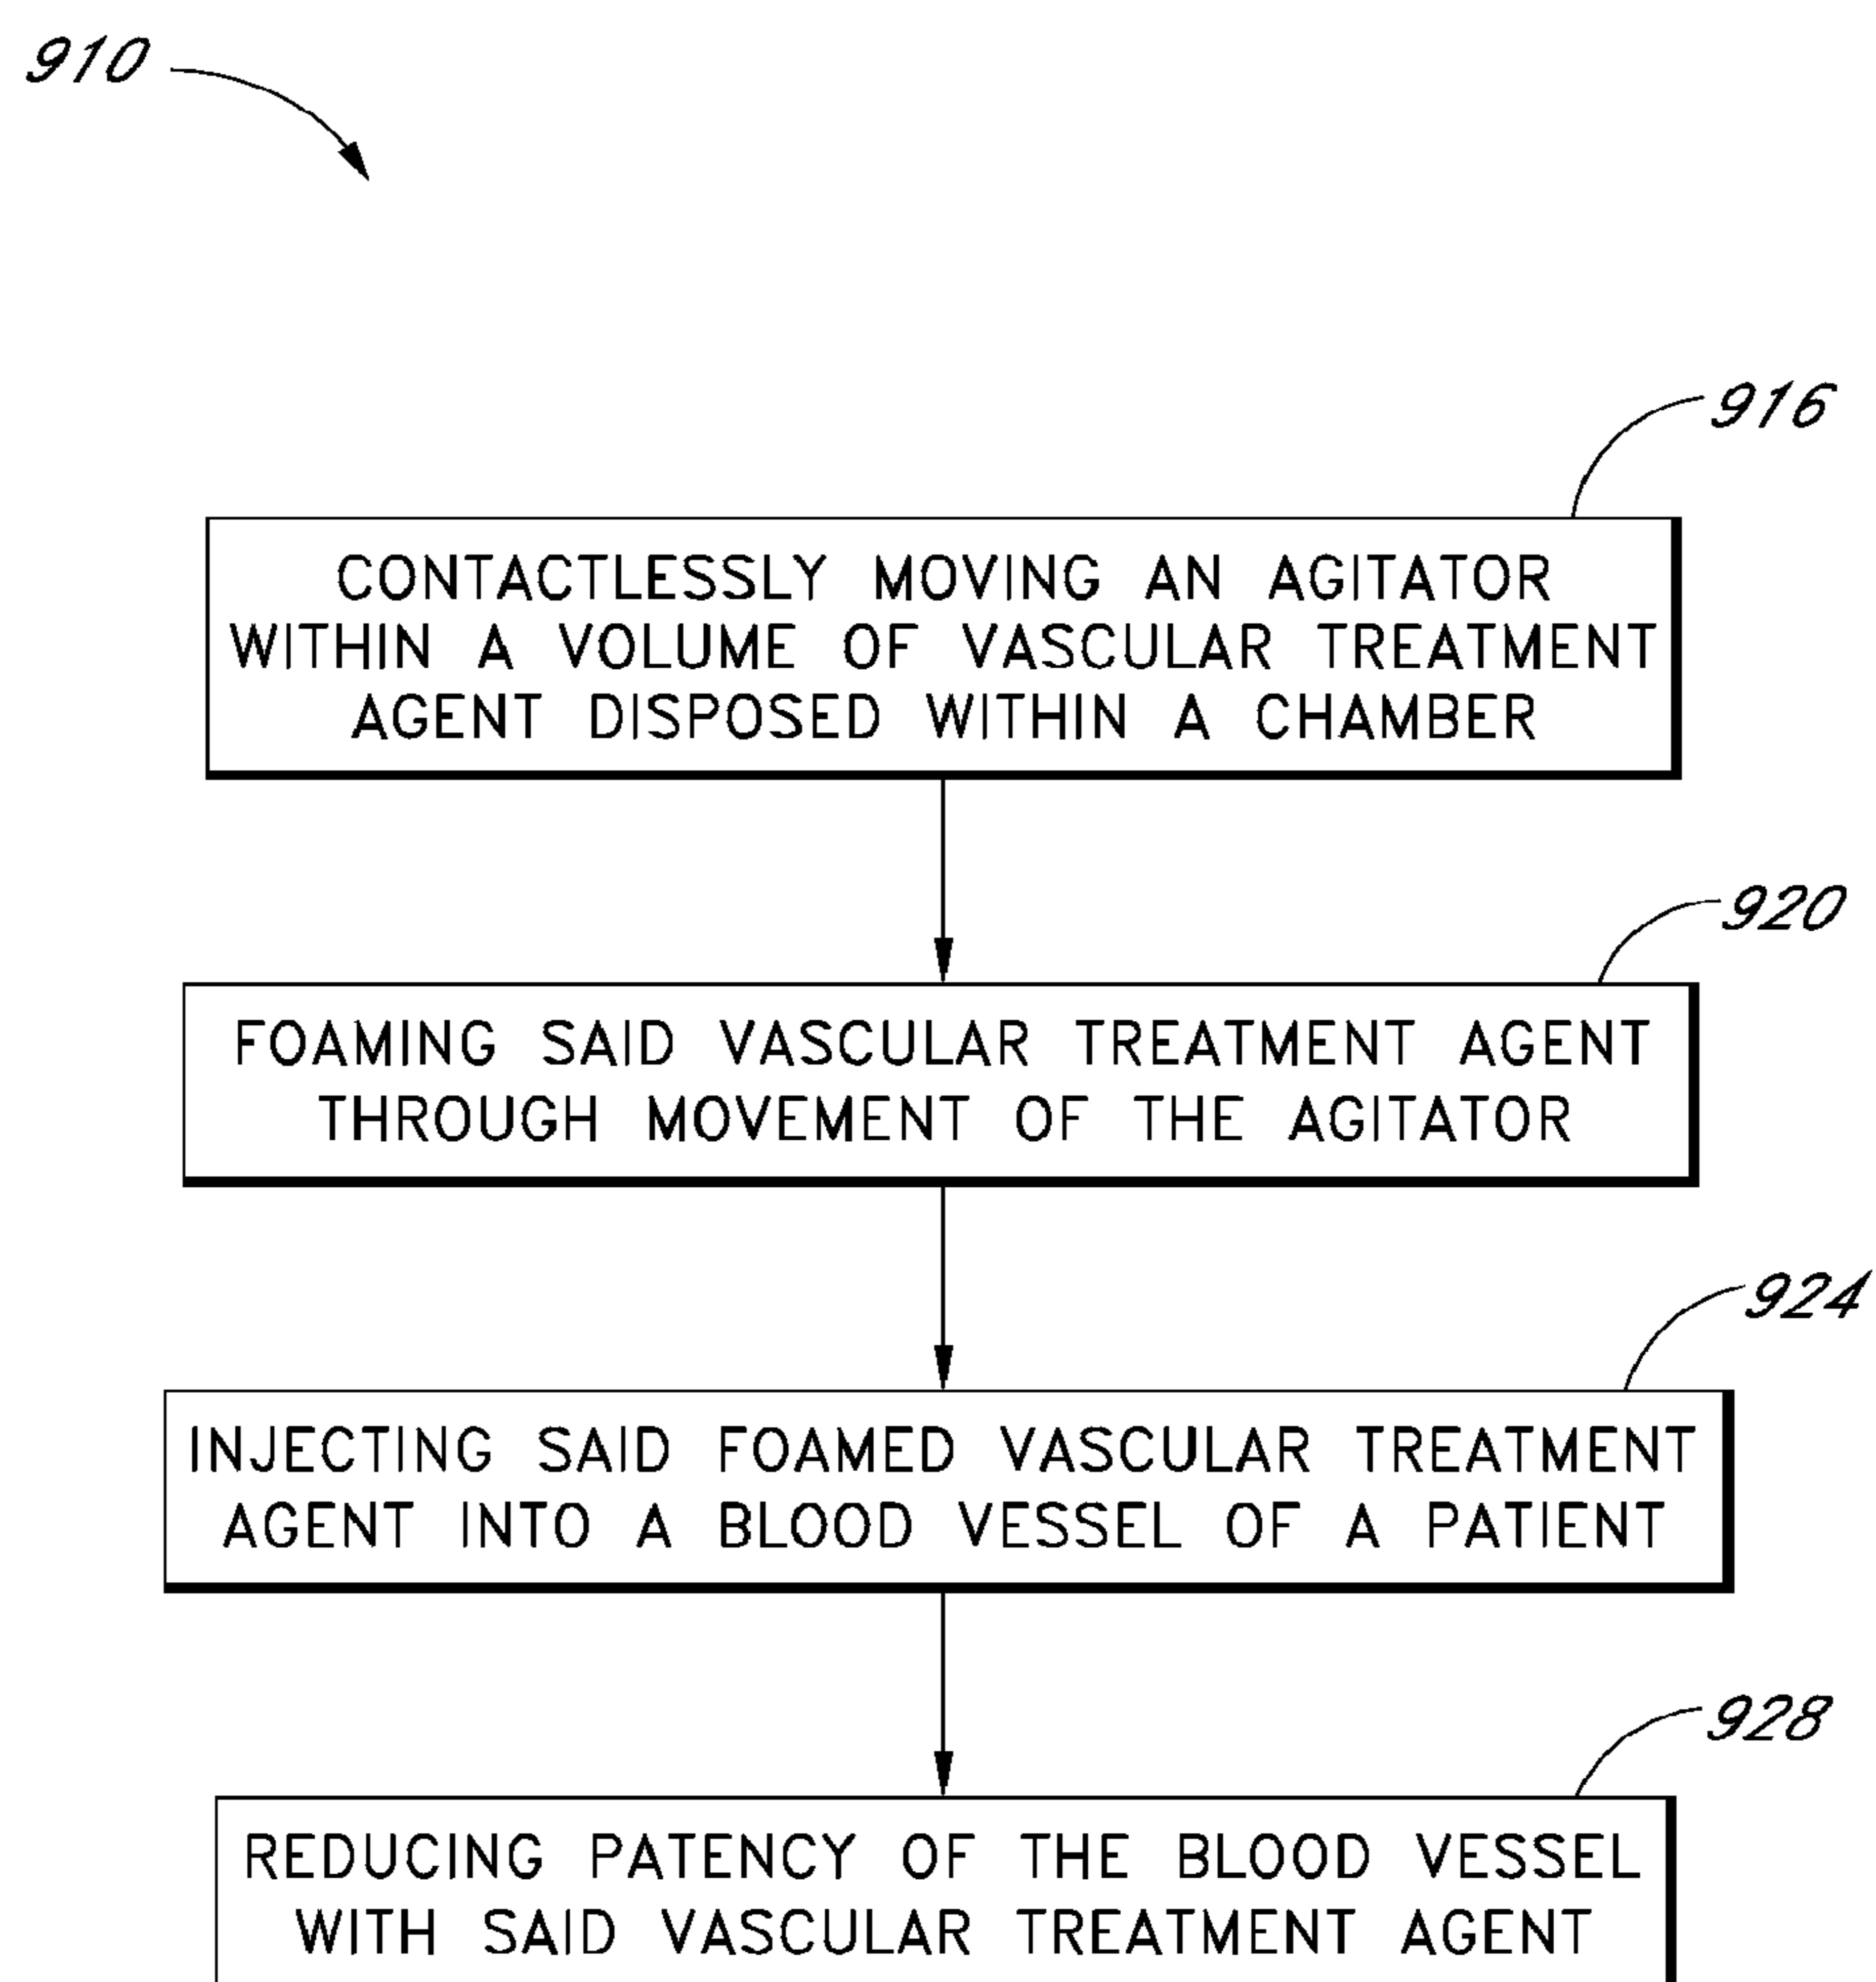 910
916
CONTACTLESSLY MOVING AN AGITATOR
WITHIN A VOLUME OF VASCULAR TREATMENT
AGENT DISPOSED WITHIN A CHAMBER
920
FOAMING SAID VASCULAR TREATMENT AGENT
THROUGH MOVEMENT OF THE AGITATOR
924
INJECTING SAID FOAMED VASCULAR TREATMENT
AGENT INTO A BLOOD VESSEL OF A PATIENT
928
REDUCING PATENCY OF THE BLOOD VESSEL
WITH SAID VASCULAR TREATMENT AGENT